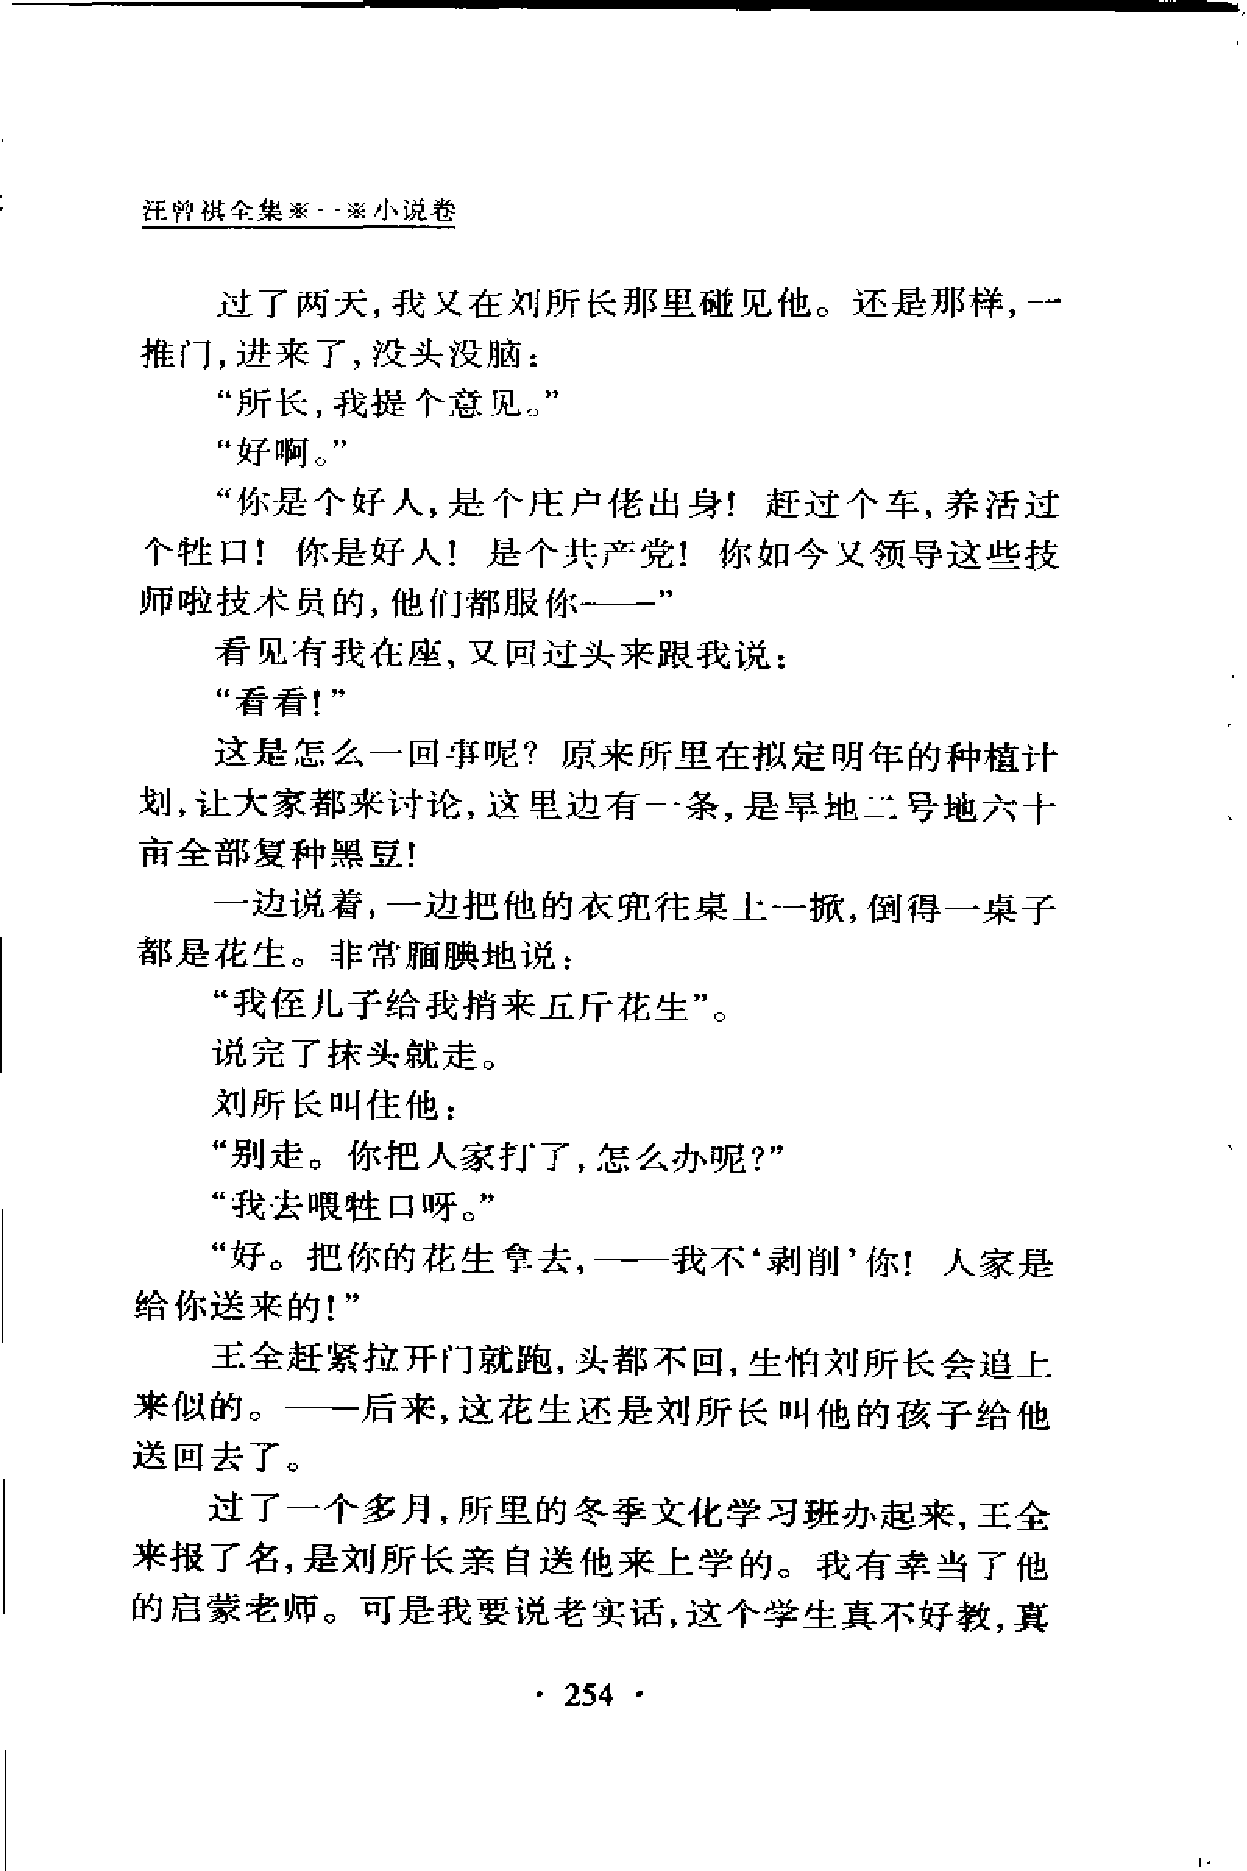 汪曾祺全集※一※小说卷
过了两天,我又在刘所长那里碰见他。还是那样,一
推门,进来了,没头没脑:
“所长,我提个意见。”
“好啊。”
“你是个好人,是个庄户佬出身! 赶过个车,养活过
个牲口! 你是好人! 是个共产党! 你如今又领导这些技
师啦技术员的,他们都服你——”
看见有我在座,又回过头来跟我说:
“看看!”
这是怎么一回事呢? 原来所里在拟定明年的种植计
划,让大家都来讨论,这里边有一条,是旱地二号地六十
亩全部复种黑豆!
一边说着,一边把他的衣兜往桌上一掀,倒得一桌子
都是花生。非常腼腆地说:
“我侄儿子给我捎来五斤花生”。
说完了抹头就走。
刘所长叫住他:
“别走。你把人家打了,怎么办呢?”
“我去喂牲口呀。”
“好。把你的花生拿去,——我不‘剥削’你! 人家是
给你送来的!”
王全赶紧拉开门就跑,头都不回,生怕刘所长会追上
来似的。——后来,这花生还是刘所长叫他的孩子给他
送回去了。
过了一个多月,所里的冬季文化学习班办起来,王全
来报了名,是刘所长亲自送他来上学的。我有幸当了他
的启蒙老师。可是我要说老实话,这个学生真不好教,真
· 254 ·